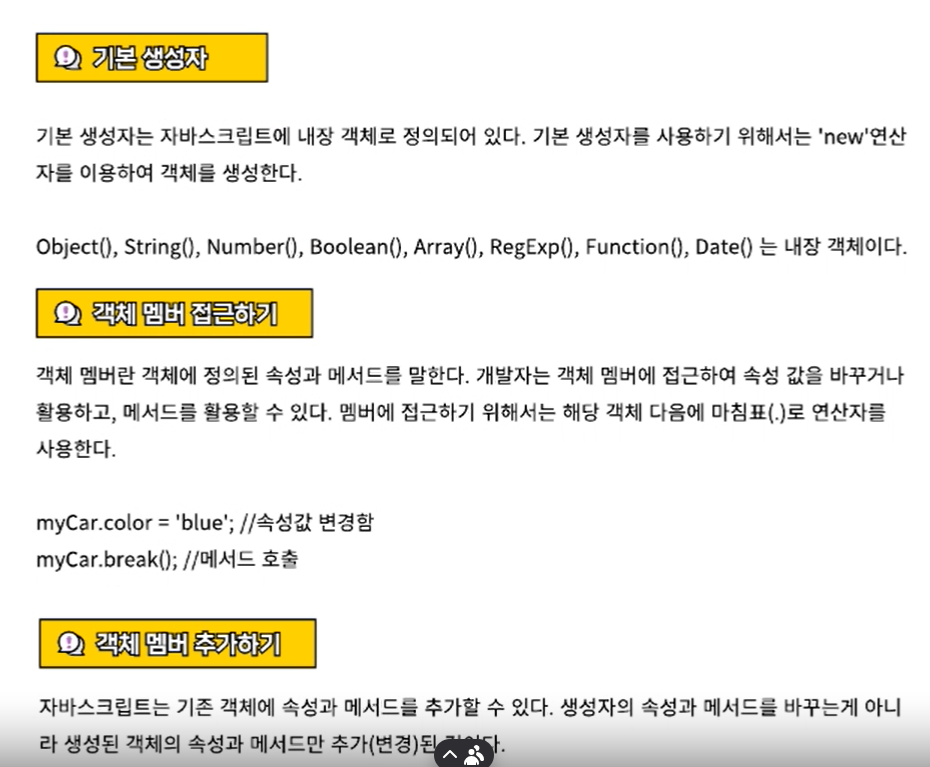 기본 생성자
기본 생성자는 자바스크립트에 내장 객체로 정의되어 있다. 기본 생성자를 사용하기 위해서는 'new'연산
자를 이용하여 객체를 생성한다.
Object(), String(), Number(), Boolean(), Array(), RegExp(), Function(), Date() 는 내장 객체이다.
객체 멤버 접근하기
객체 멤버란 객체에 정의된 속성과 메서드를 말한다. 개발자는 객체 멤버에 접근하여 속성 값을 바꾸거나
활용하고, 메서드를 활용할 수 있다. 멤버에 접근하기 위해서는 해당 객체 다음에 마침표(.)로 연산자를
사용한다.
myCar.color = 'blue'; //속성값 변경함
myCar.break(); //메서드 호출
객체 멤버 추가하기
자바스크립트는 기존 객체에 속성과 메서드를 추가할 수 있다. 생성자의 속성과 메서드를 바꾸는게 아니
라 생성된 객체의 속성과 메서드만 추가(변경)된